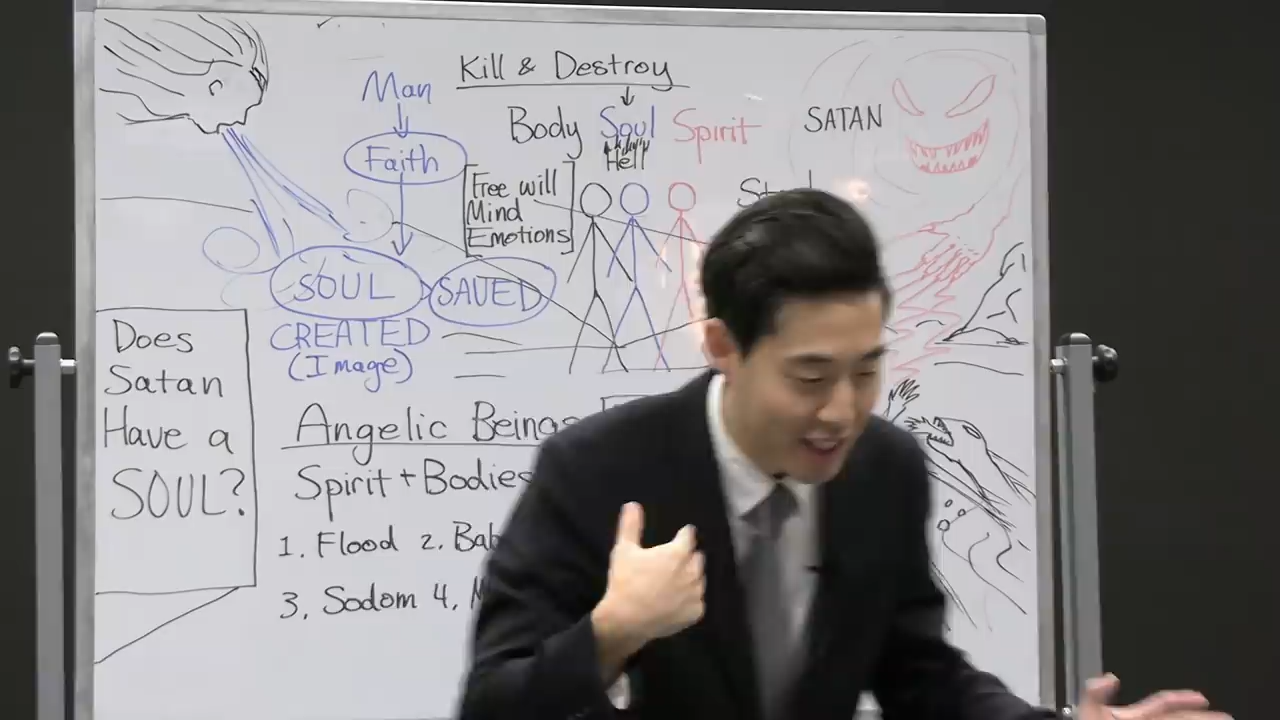 Kill & Destroy
Man
Body Soul Spirit
Hell
SATAN
Faith
Free will
Mind
Emotions
SOUL
SAVED
CREATED
(Image)
Does
Satan
Have a
SOUL?
Angelic Beings
Spirit + Bodies
1. Flood 2.
3. Sodom 4.